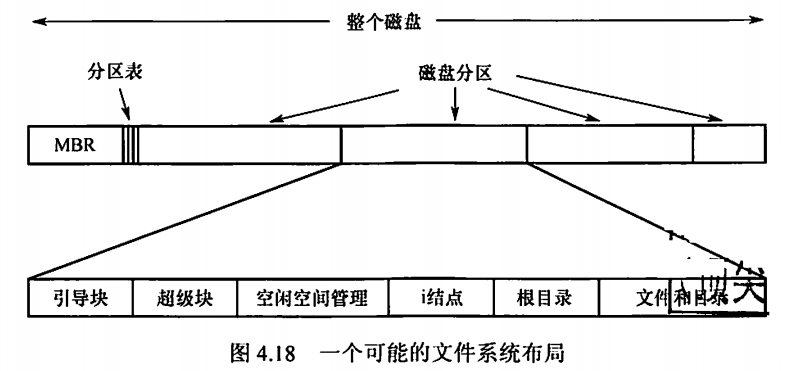 整个磁盘
分区表
磁盘分区
MBR
引导块
超级块
空闲空间管理
i结点
根目录
文件和目录
图 4.18 一个可能的文件系统布局